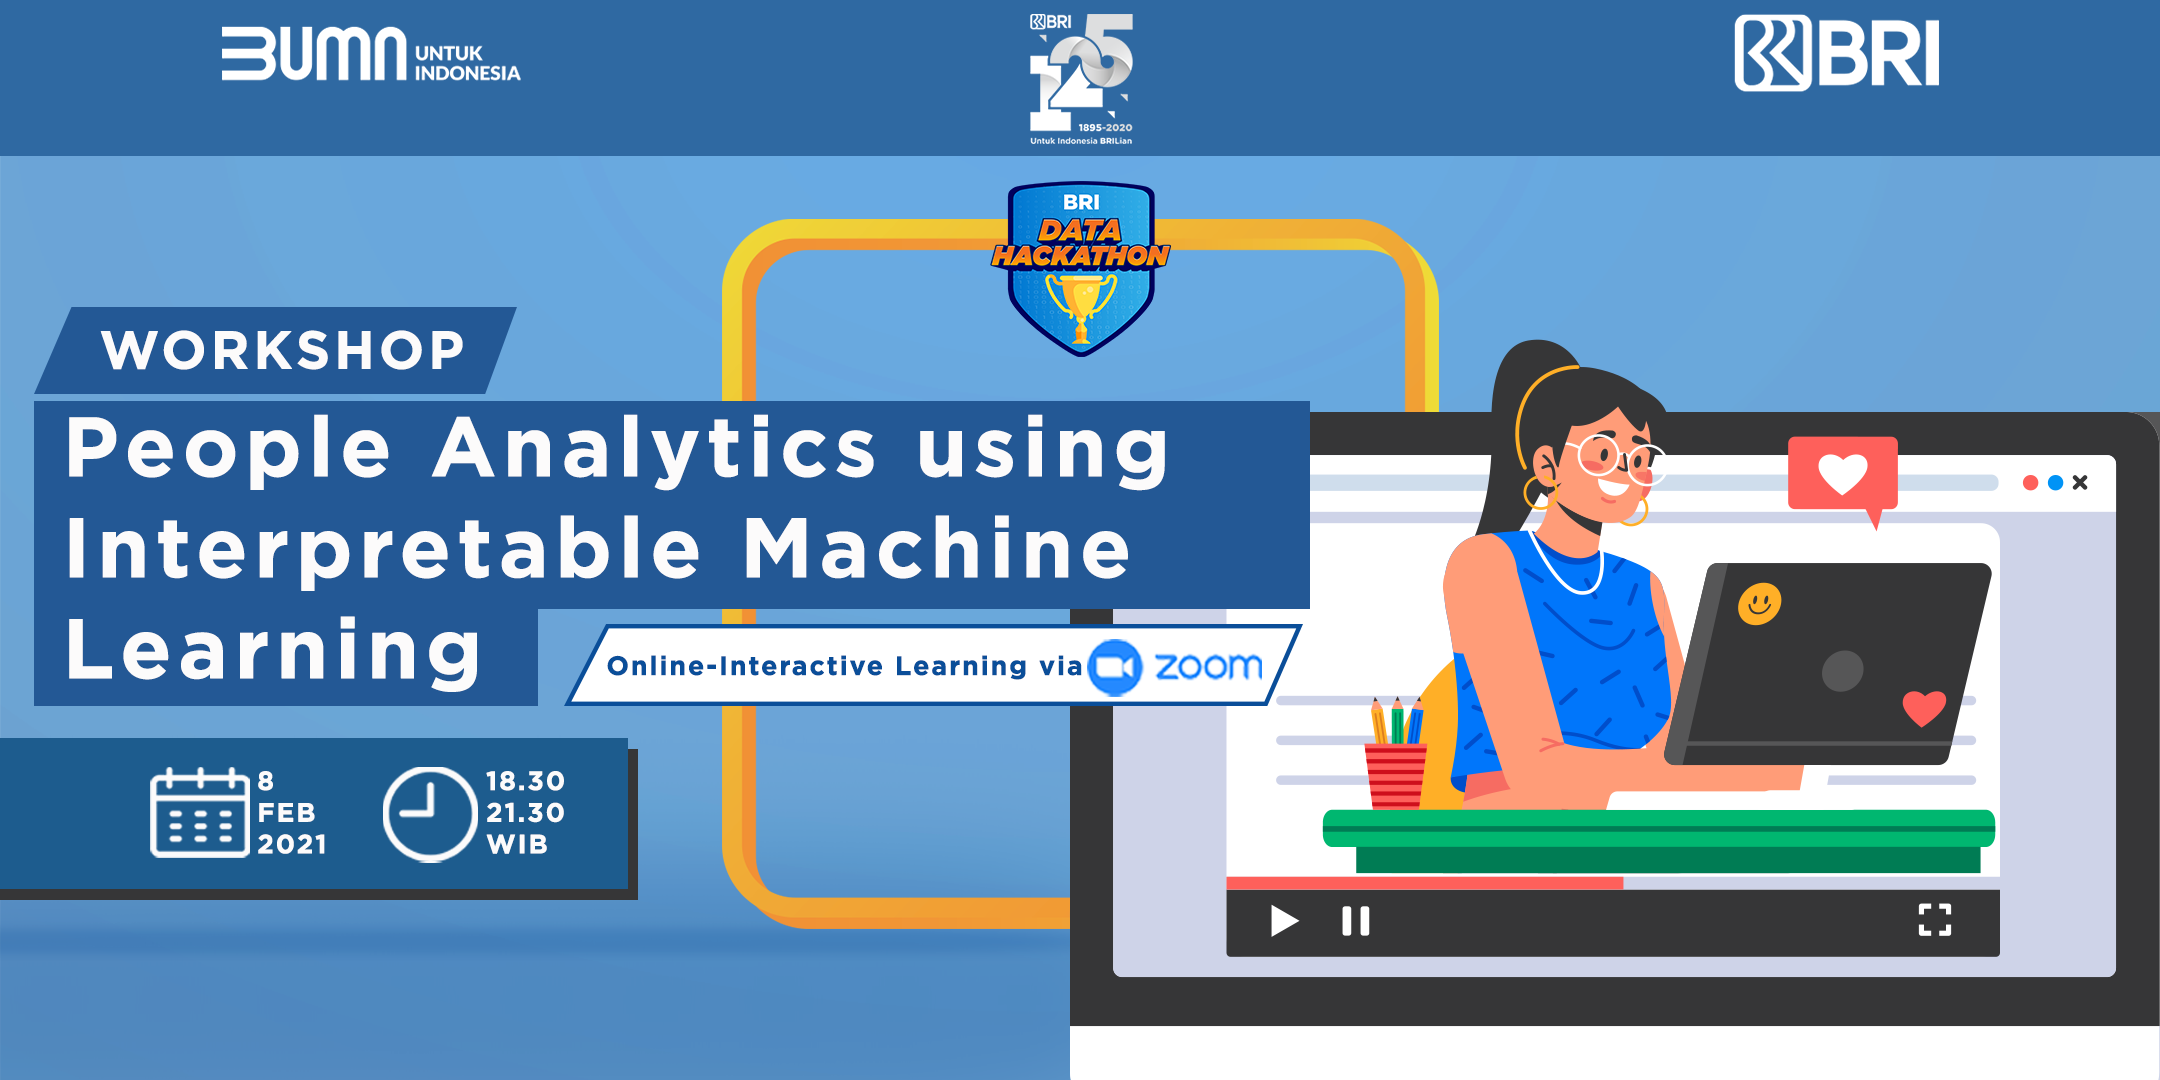 BUMN UNTUK
INDONESIA
BRI
125
1895-2020
Untuk Indonesia BRILian
BRI
BRI
DATA
HACKATHON
WORKSHOP
People Analytics using
Interpretable Machine
Learning
Online-Interactive Learning via zoom
8
FEB
2021
18.30
21.30
WIB